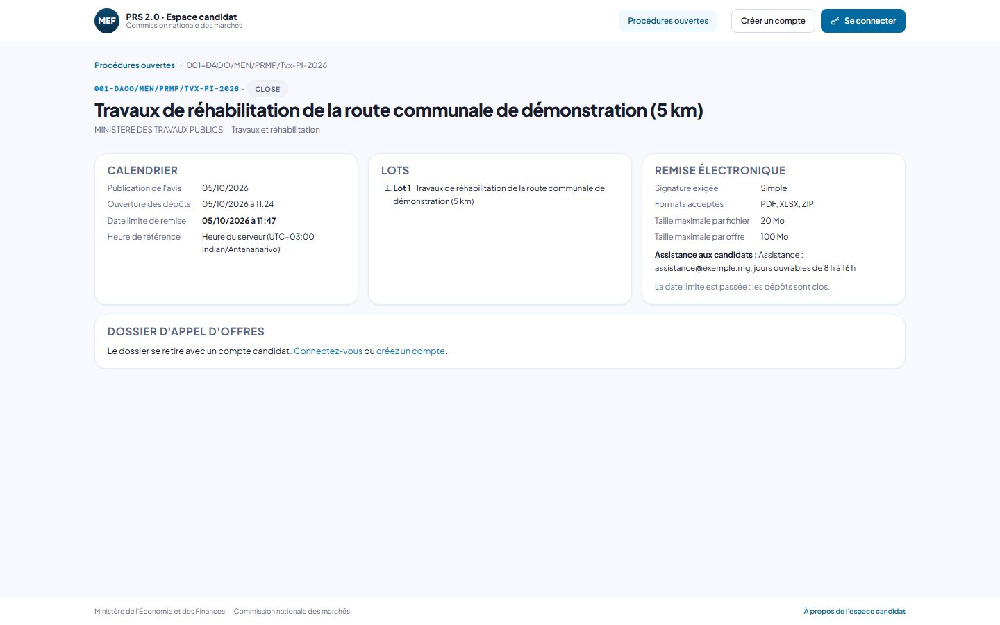 MEF
PRS 2.0 · Espace candidat
Commission nationale des marchés
Procédures ouvertes
Créer un compte
Se connecter
Procédures ouvertes › 001-DAOO/MEN/PRMP/Tvx-PI-2026
001-DAOO/MEN/PRMP/TVX-PI-2026 · CLOSE
Travaux de réhabilitation de la route communale de démonstration (5 km)
MINISTERE DES TRAVAUX PUBLICS Travaux et réhabilitation
CALENDRIER
Publication de l'avis 05/10/2026
Ouverture des dépôts 05/10/2026 à 11:24
Date limite de remise 05/10/2026 à 11:47
Heure de référence Heure du serveur (UTC+03:00
Indian/Antananarivo)
LOTS
1. Lot 1 Travaux de réhabilitation de la route communale de
démonstration (5 km)
REMISE ÉLECTRONIQUE
Signature exigée Simple
Formats acceptés PDF, XLSX, ZIP
Taille maximale par fichier 20 Mo
Taille maximale par offre 100 Mo
Assistance aux candidats : Assistance :
assistance@exemple.mg, jours ouvrables de 8 h à 16 h
La date limite est passée : les dépôts sont clos.
DOSSIER D'APPEL D'OFFRES
Le dossier se retire avec un compte candidat. Connectez-vous ou créez un compte.
Ministère de l'Économie et des Finances — Commission nationale des marchés
À propos de l'espace candidat